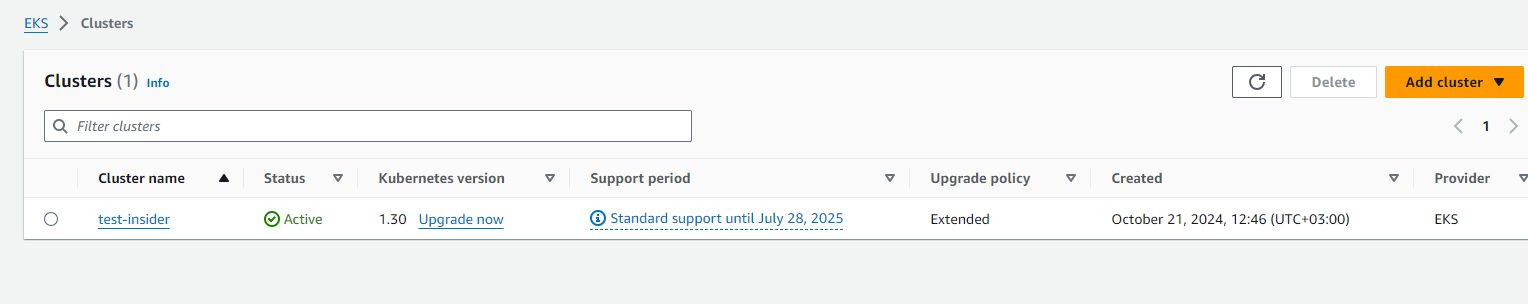 EKS Clusters
Clusters (1) Info
Delete
Add cluster
Filter clusters
1
Cluster name Status Kubernetes version Support period Upgrade policy Created Provider
test-insider Active 1.30 Upgrade now Standard support until July 28, 2025 Extended October 21, 2024, 12:46 (UTC+03:00) EKS